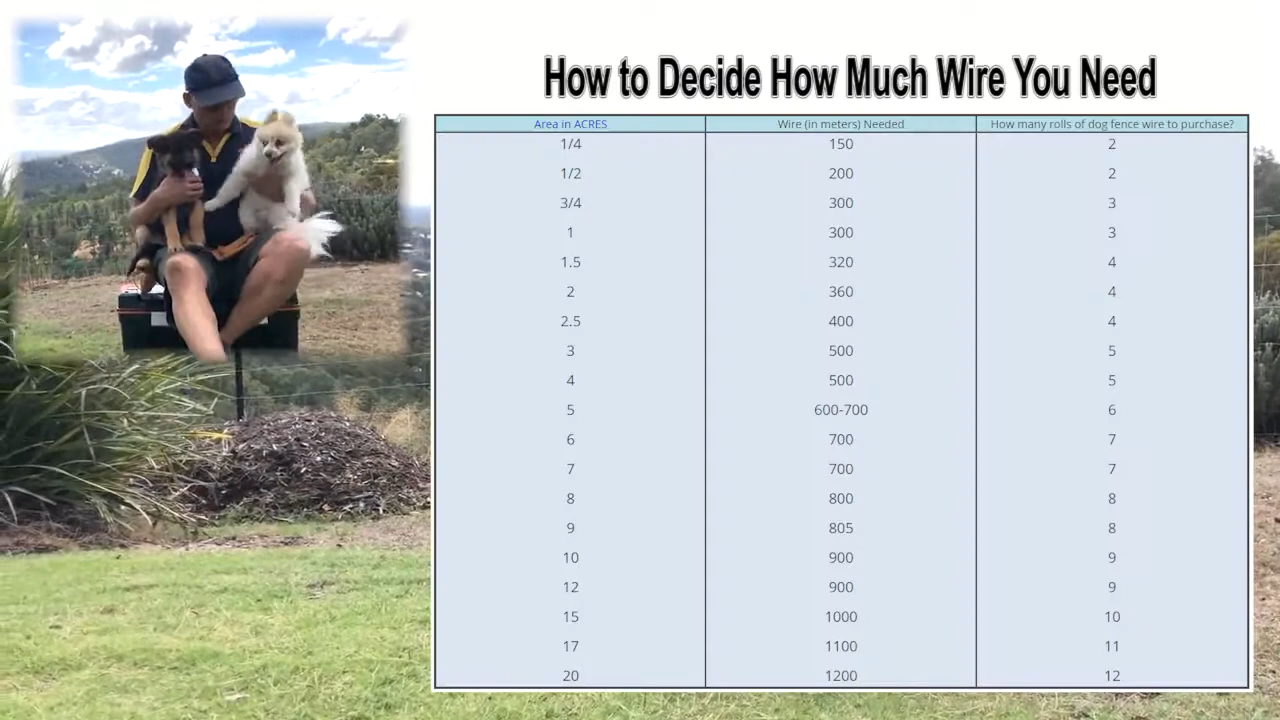 How to Decide How Much Wire You Need
Area in ACRES Wire (in meters) Needed How many rolls of dog fence wire to purchase?
1/4 150 2
1/2 200 2
3/4 300 3
1 300 3
1.5 320 4
2 360 4
2.5 400 4
3 500 5
4 500 5
5 600-700 6
6 700 7
7 700 7
8 800 8
9 805 8
10 900 9
12 900 9
15 1000 10
17 1100 11
20 1200 12